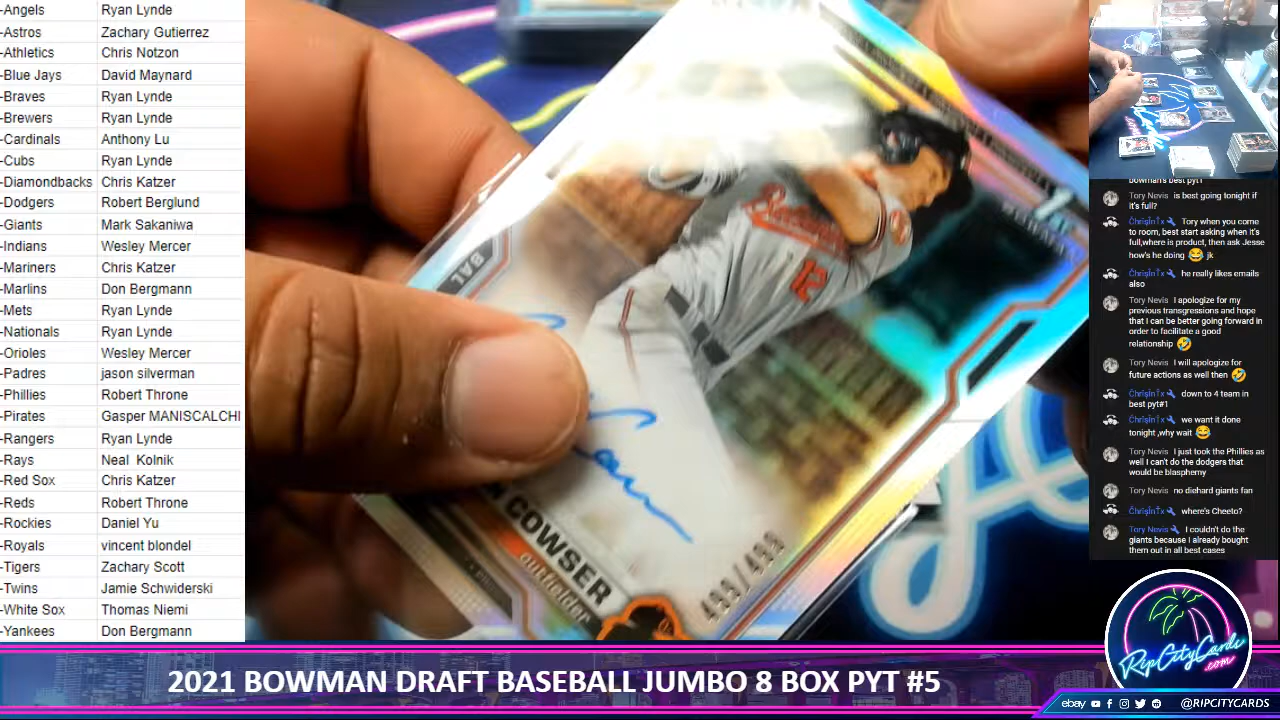 -Angels Ryan Lynde
-Astros Zachary Gutierrez
-Athletics Chris Notzon
-Blue Jays David Maynard
-Braves Ryan Lynde
-Brewers Ryan Lynde
-Cardinals Anthony Lu
-Cubs Ryan Lynde
-Diamondbacks Chris Katzer
-Dodgers Robert Berglund
-Giants Mark Sakaniwa
-Indians Wesley Mercer
-Mariners Chris Katzer
-Marlins Don Bergmann
-Mets Ryan Lynde
-Nationals Ryan Lynde
-Orioles Wesley Mercer
-Padres jason silverman
-Phillies Robert Throne
-Pirates Gasper MANISCALCHI
-Rangers Ryan Lynde
-Rays Neal Kolnik
-Red Sox Chris Katzer
-Reds Robert Throne
-Rockies Daniel Yu
-Royals vincent blondel
-Tigers Zachary Scott
-Twins Jamie Schwiderski
-White Sox Thomas Niemi
-Yankees Don Bergmann
BAL
12
COWSER
outfielder
bowman's best pyt1
Tory Nevis is best going tonight if
it's full?
Tory when you come
to room, best start asking when it's
full,where is product, then ask Jesse
how's he doing 😂 jk
he really likes emails
also
Tory Nevis I apologize for my
previous transgressions and hope
that I can be better going forward in
order to facilitate a good
relationship 🤣
Tory Nevis I will apologize for
future actions as well then 🤣
down to 4 team in
best pyt#1
we want it done
tonight ,why wait 😂
Tory Nevis I just took the Phillies as
well I can't do the dodgers that
would be blasphemy
Tory Nevis no diehard giants fan
where's Cheeto?
Tory Nevis I couldn't do the
giants because I already bought
them out in all best cases
RipCityCards
.com
2021 BOWMAN DRAFT BASEBALL JUMBO 8 BOX PYT #5
ebay @RIPCITYCARDS